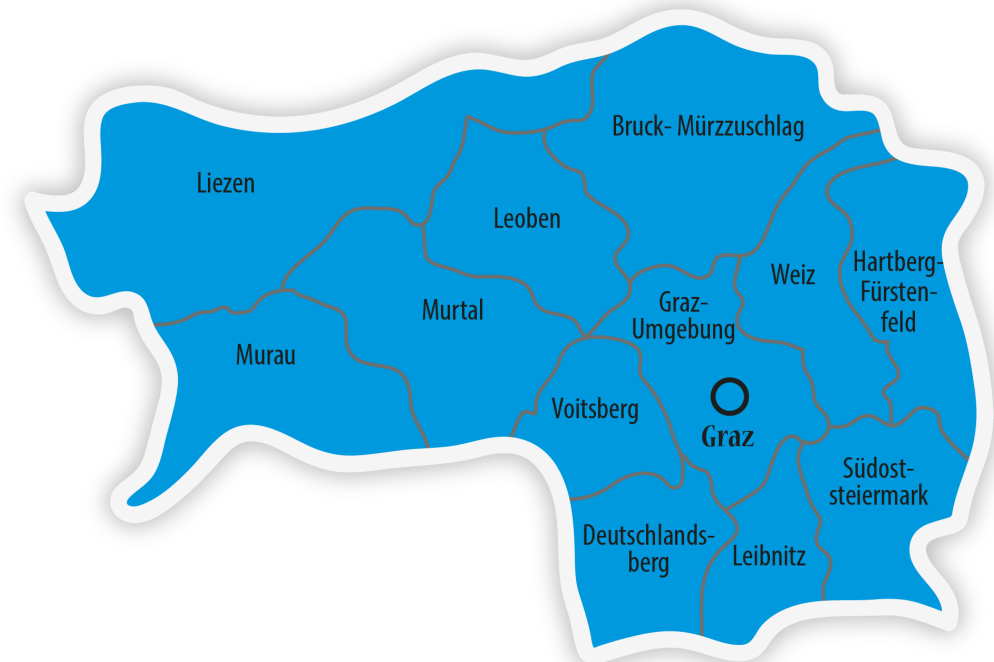 Bruck- Mürzzuschlag
Liezen
Leoben
Weiz
Hartberg-
Fürsten-
feld
Graz-
Umgebung
Murtal
Murau
Voitsberg
Graz
Südost-
steiermark
Deutschlands-
berg
Leibnitz